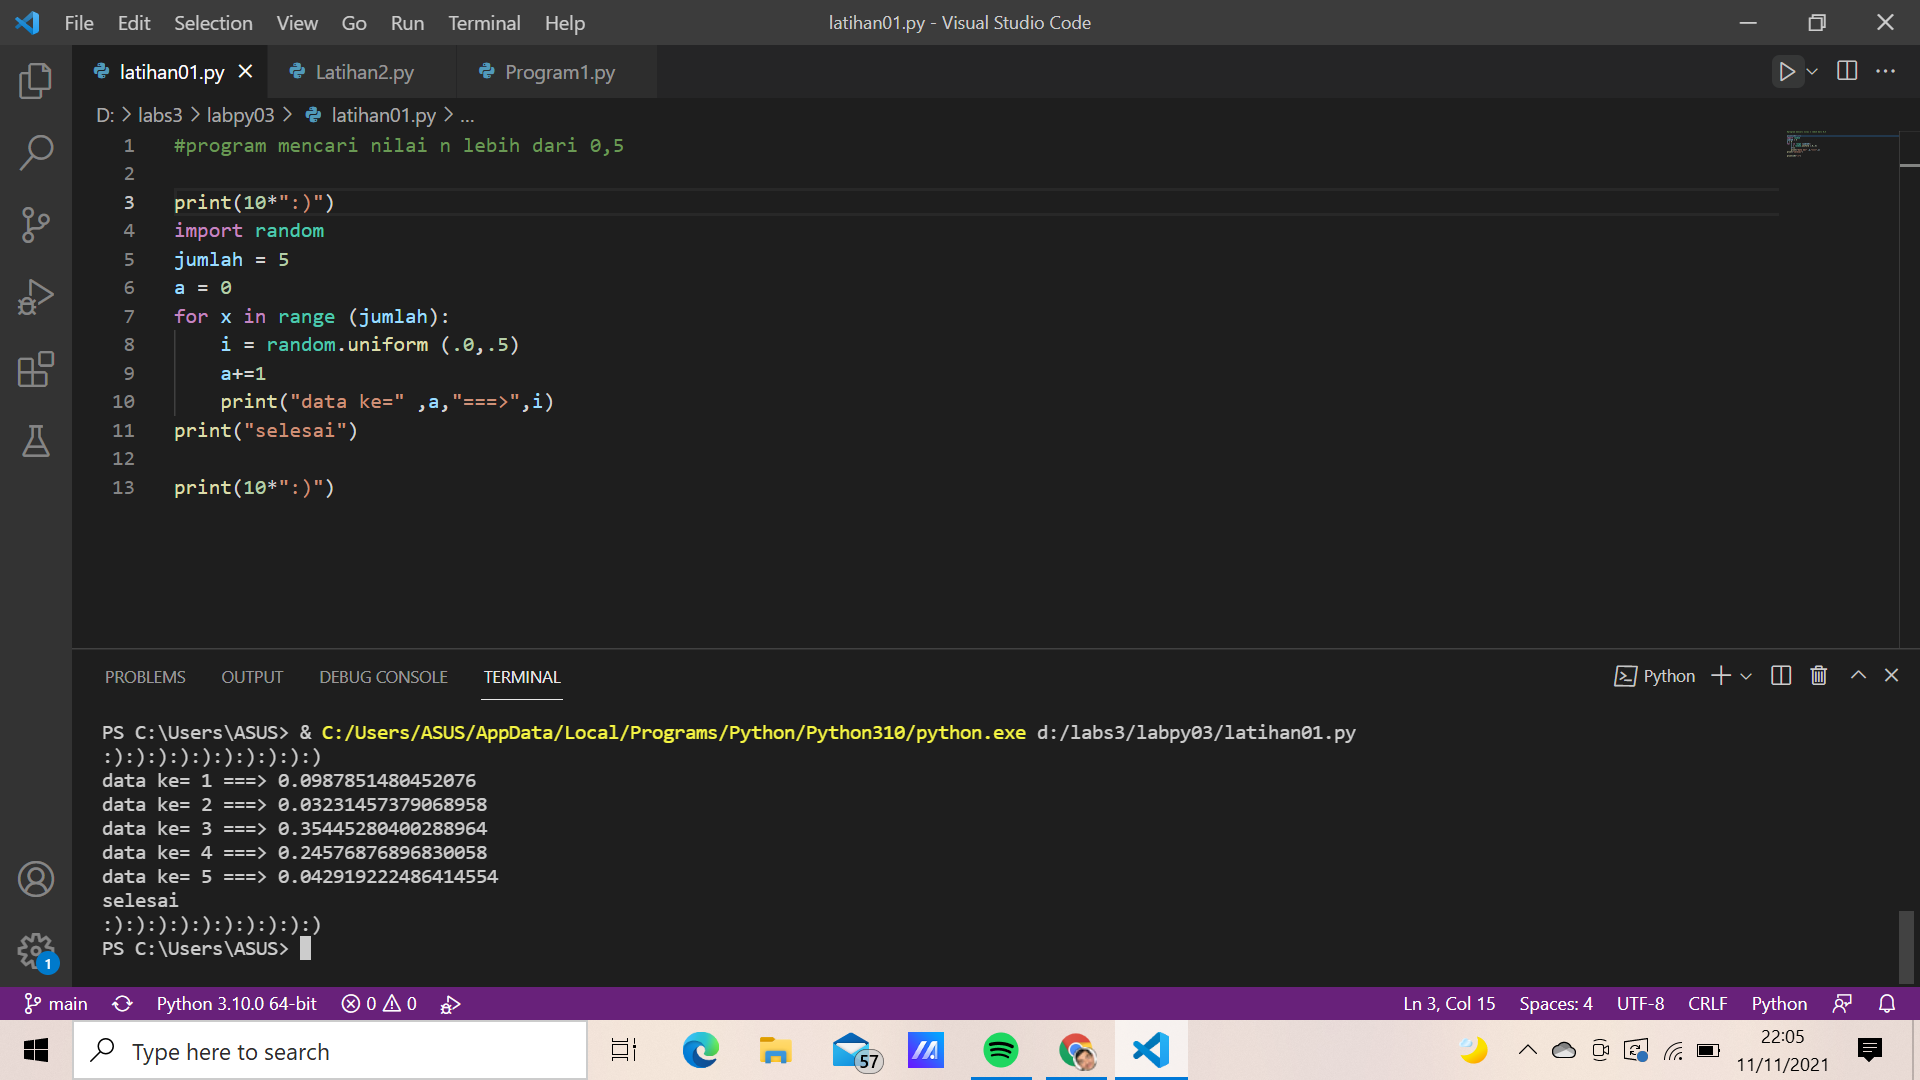 File Edit Selection View Go Run Terminal Help latihan01.py - Visual Studio Code
latihan01.py Latihan2.py Program1.py
D: > labs3 > labpy03 > latihan01.py > ...
1 #program mencari nilai n lebih dari 0,5
2
3 print(10*":)")
4 import random
5 jumlah = 5
6 a = 0
7 for x in range (jumlah):
8     i = random.uniform (.0,.5)
9     a+=1
10     print("data ke=" ,a,"===>",i)
11 print("selesai")
12
13 print(10*":)")
PROBLEMS OUTPUT DEBUG CONSOLE TERMINAL Python
PS C:\Users\ASUS> & C:/Users/ASUS/AppData/Local/Programs/Python/Python310/python.exe d:/labs3/labpy03/latihan01.py
:):):):):):):):):):)
data ke= 1 ===> 0.0987851480452076
data ke= 2 ===> 0.03231457379068958
data ke= 3 ===> 0.35445280400288964
data ke= 4 ===> 0.24576876896830058
data ke= 5 ===> 0.042919222486414554
selesai
:):):):):):):):):):)
PS C:\Users\ASUS>
1
main Python 3.10.0 64-bit 0 0 Ln 3, Col 15 Spaces: 4 UTF-8 CRLF Python
Type here to search 57 22:05
11/11/2021